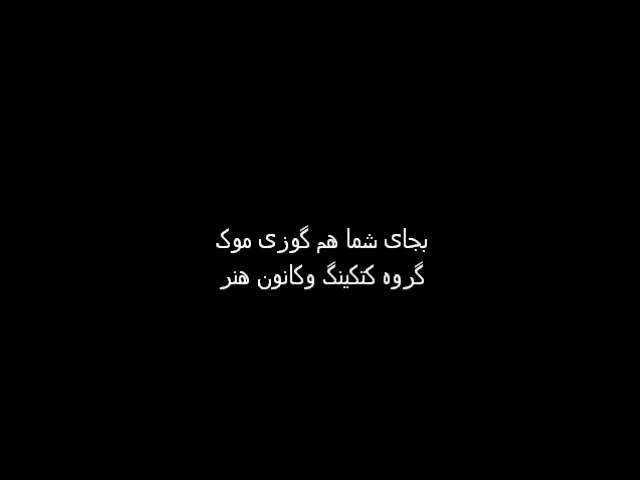 بجای شما هم گوزی موک
گروه کتکینگ وکانون هنر